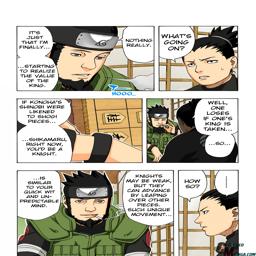 WHAT'S
GOING
ON?
NOTHING
REALLY.
IT'S
JUST
THAT I'M
FINALLY...
...STARTING
TO REALIZE
THE VALUE
OF THE
KING.
HOOO...
WELL,
ONE
LOSES
IF ONE'S
KING IS
TAKEN...
...SO...
IF KONOHA'S
SHINOBI
WERE
LIKENED
TO SHOGI
PIECES...
...SHIKAMARU,
RIGHT NOW,
YOU'D BE A
KNIGHT.
HOW
SO?
KNIGHTS
MAY BE
WEAK, BUT
THEY CAN
ADVANCE BY
LEAPING
OVER OTHER
PIECES.
SUCH UNIQUE
MOVEMENT...
...IS
SIMILAR TO
YOUR QUICK
WIT AND
UN-
PREDICTABLE
MIND.